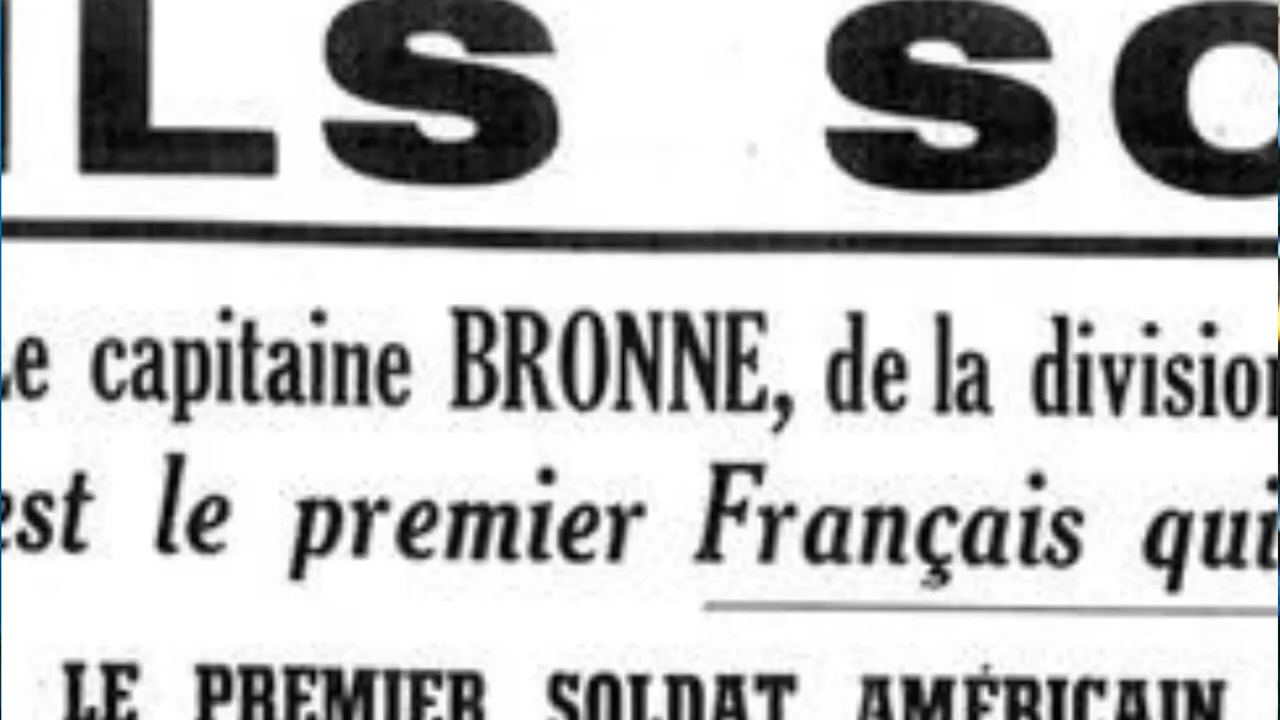 ILS SO
Le capitaine BRONNE, de la division
est le premier Français qui
LE PREMIER SOLDAT AMÉRICAIN